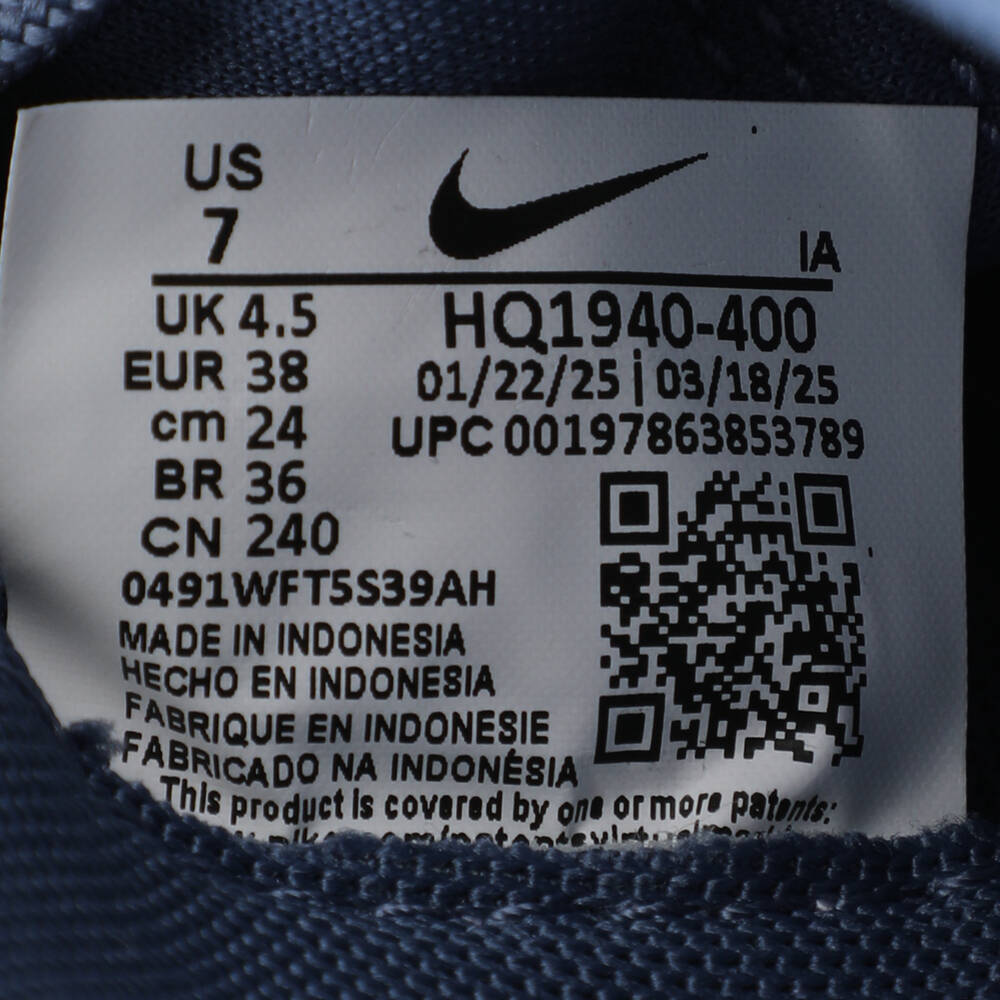 US
7
IA
UK 4.5
EUR 38
cm 24
BR 36
CN 240
HQ1940-400
01/22/25 | 03/18/25
UPC 00197863853789
0491WFT5S39AH
MADE IN INDONESIA
HECHO EN INDONESIA
FABRIQUE EN INDONESIE
FABRICADO NA INDONÉSIA
This product is covered by one or more patents: